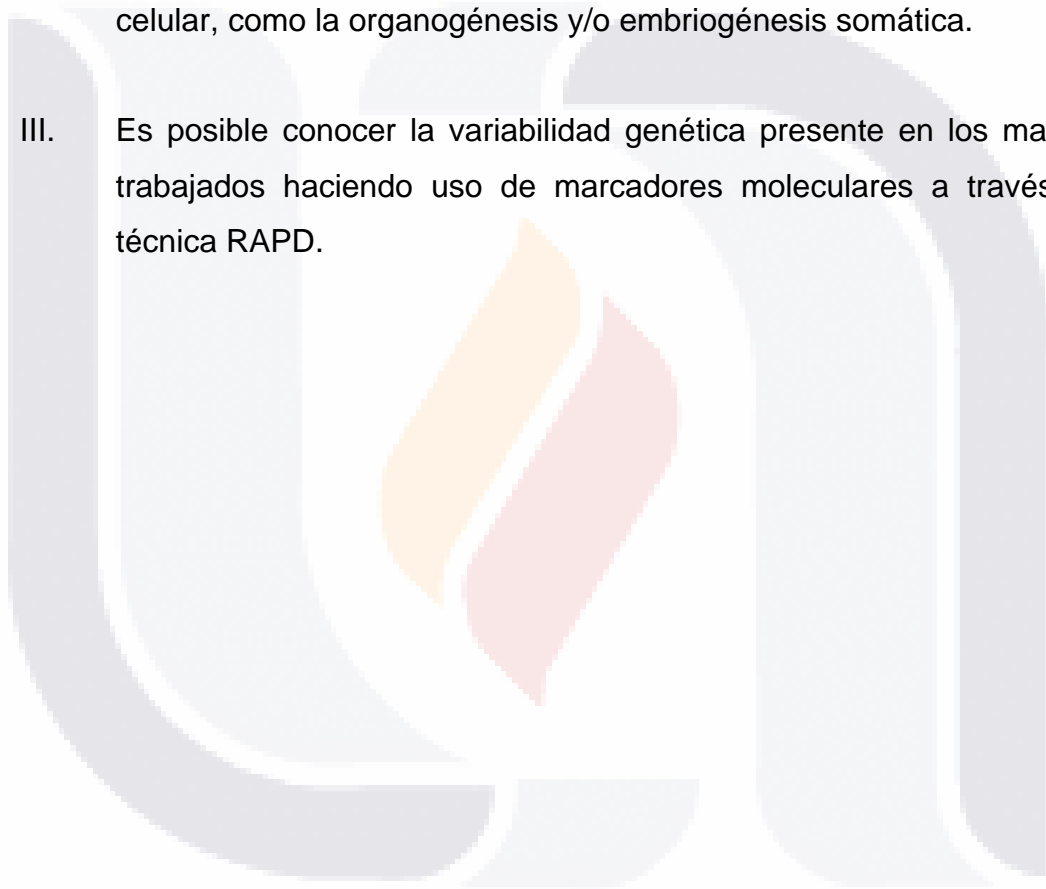 celular, como la organogénesis y/o embriogénesis somática.
III. Es posible conocer la variabilidad genética presente en los ma
trabajados haciendo uso de marcadores moleculares a través
técnica RAPD.